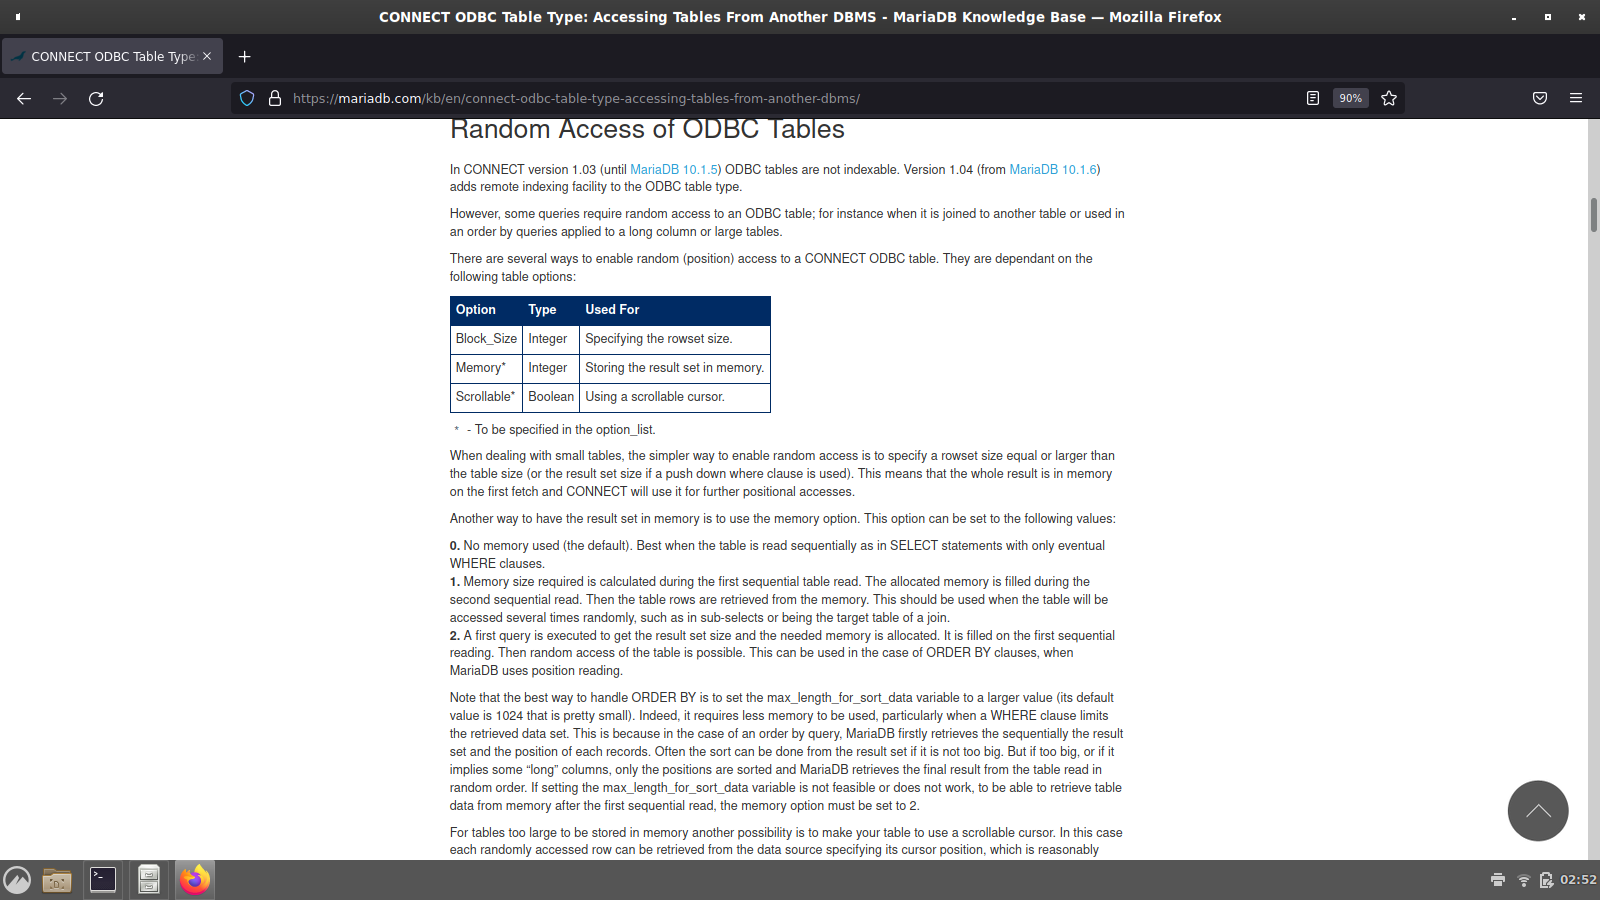 CONNECT ODBC Table Type: Accessing Tables From Another DBMS - MariaDB Knowledge Base — Mozilla Firefox
CONNECT ODBC Table Type:
https://mariadb.com/kb/en/connect-odbc-table-type-accessing-tables-from-another-dbms/
90%
Random Access of ODBC Tables
In CONNECT version 1.03 (until MariaDB 10.1.5) ODBC tables are not indexable. Version 1.04 (from MariaDB 10.1.6)
adds remote indexing facility to the ODBC table type.
However, some queries require random access to an ODBC table; for instance when it is joined to another table or used in
an order by queries applied to a long column or large tables.
There are several ways to enable random (position) access to a CONNECT ODBC table. They are dependant on the
following table options:
Option Type Used For
Block_Size Integer Specifying the rowset size.
Memory* Integer Storing the result set in memory.
Scrollable* Boolean Using a scrollable cursor.
* - To be specified in the option_list.
When dealing with small tables, the simpler way to enable random access is to specify a rowset size equal or larger than
the table size (or the result set size if a push down where clause is used). This means that the whole result is in memory
on the first fetch and CONNECT will use it for further positional accesses.
Another way to have the result set in memory is to use the memory option. This option can be set to the following values:
0. No memory used (the default). Best when the table is read sequentially as in SELECT statements with only eventual
WHERE clauses.
1. Memory size required is calculated during the first sequential table read. The allocated memory is filled during the
second sequential read. Then the table rows are retrieved from the memory. This should be used when the table will be
accessed several times randomly, such as in sub-selects or being the target table of a join.
2. A first query is executed to get the result set size and the needed memory is allocated. It is filled on the first sequential
reading. Then random access of the table is possible. This can be used in the case of ORDER BY clauses, when
MariaDB uses position reading.
Note that the best way to handle ORDER BY is to set the max_length_for_sort_data variable to a larger value (its default
value is 1024 that is pretty small). Indeed, it requires less memory to be used, particularly when a WHERE clause limits
the retrieved data set. This is because in the case of an order by query, MariaDB firstly retrieves the sequentially the result
set and the position of each records. Often the sort can be done from the result set if it is not too big. But if too big, or if it
implies some “long” columns, only the positions are sorted and MariaDB retrieves the final result from the table read in
random order. If setting the max_length_for_sort_data variable is not feasible or does not work, to be able to retrieve table
data from memory after the first sequential read, the memory option must be set to 2.
For tables too large to be stored in memory another possibility is to make your table to use a scrollable cursor. In this case
each randomly accessed row can be retrieved from the data source specifying its cursor position, which is reasonably
02:52